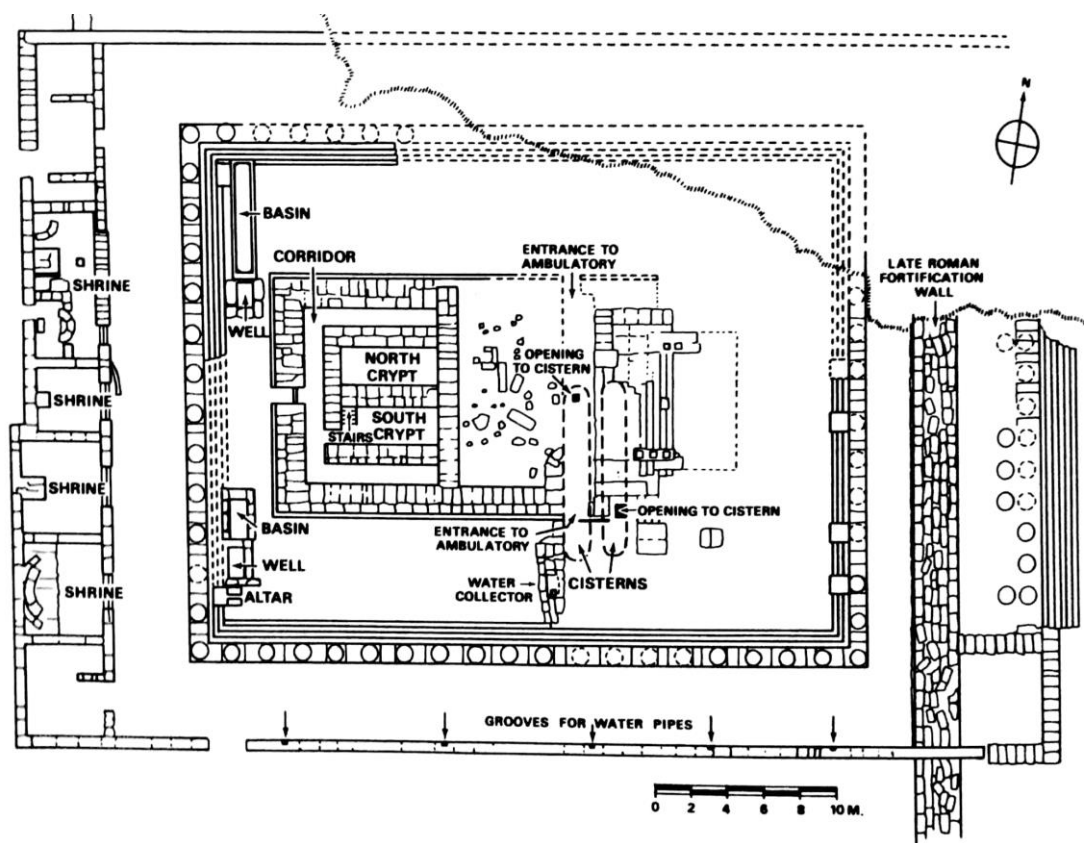 N
BASIN
CORRIDOR
ENTRANCE TO
AMBULATORY
LATE ROMAN
FORTIFICATION
WALL
SHRINE
WELL
NORTH
CRYPT
OPENING
TO CISTERN
SHRINE
SOUTH
CRYPT
STAIRS
SHRINE
BASIN
ENTRANCE TO
AMBULATORY
OPENING TO CISTERN
WELL
CISTERNS
SHRINE
ALTAR
WATER
COLLECTOR
GROOVES FOR WATER PIPES
0 2 4 6 8 10 M.